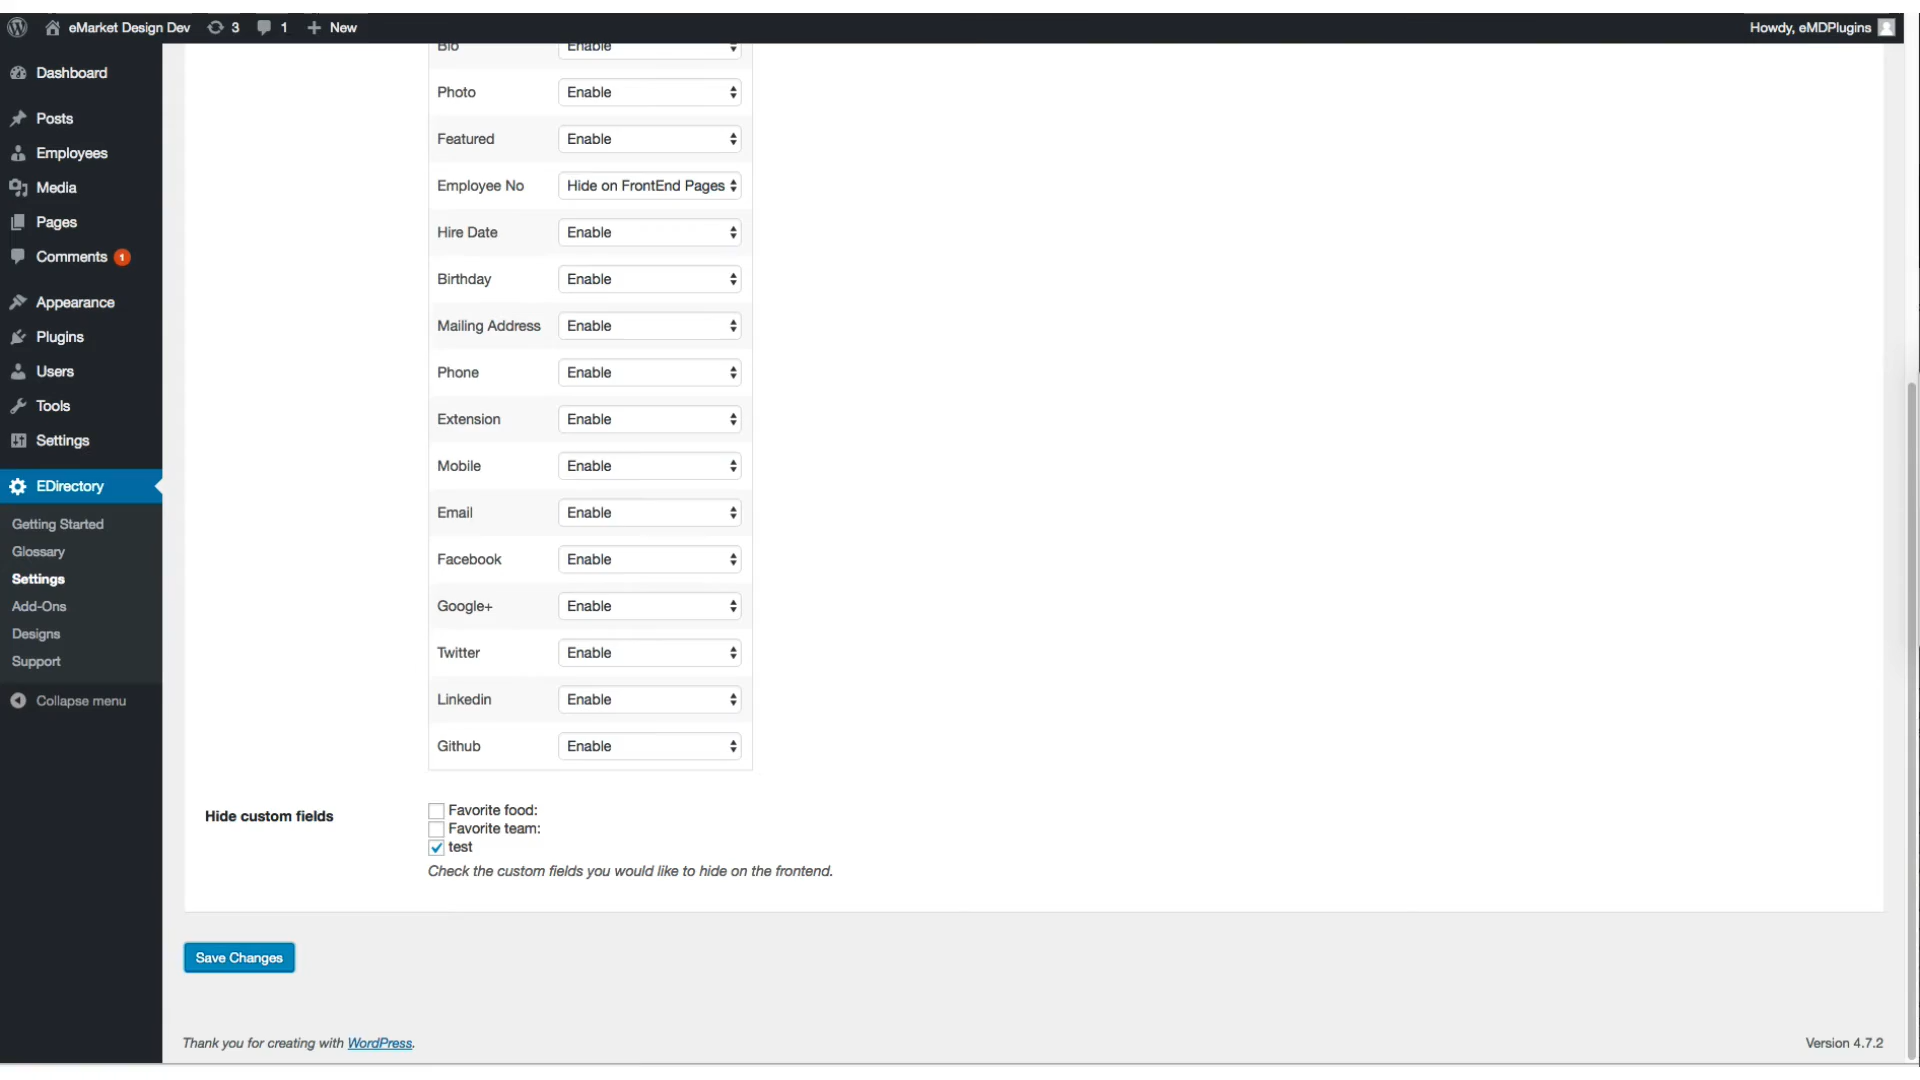 eMarket Design Dev 3 1 New Howdy, eMDPlugins
Dashboard
Posts
Employees
Media
Pages
Comments 1
Appearance
Plugins
Users
Tools
Settings
EDirectory
Getting Started
Glossary
Settings
Add-Ons
Designs
Support
Collapse menu
Bio Enable
Photo Enable
Featured Enable
Employee No Hide on FrontEnd Pages
Hire Date Enable
Birthday Enable
Mailing Address Enable
Phone Enable
Extension Enable
Mobile Enable
Email Enable
Facebook Enable
Google+ Enable
Twitter Enable
Linkedin Enable
Github Enable
Hide custom fields
Favorite food:
Favorite team:
test
Check the custom fields you would like to hide on the frontend.
Save Changes
Thank you for creating with WordPress. Version 4.7.2